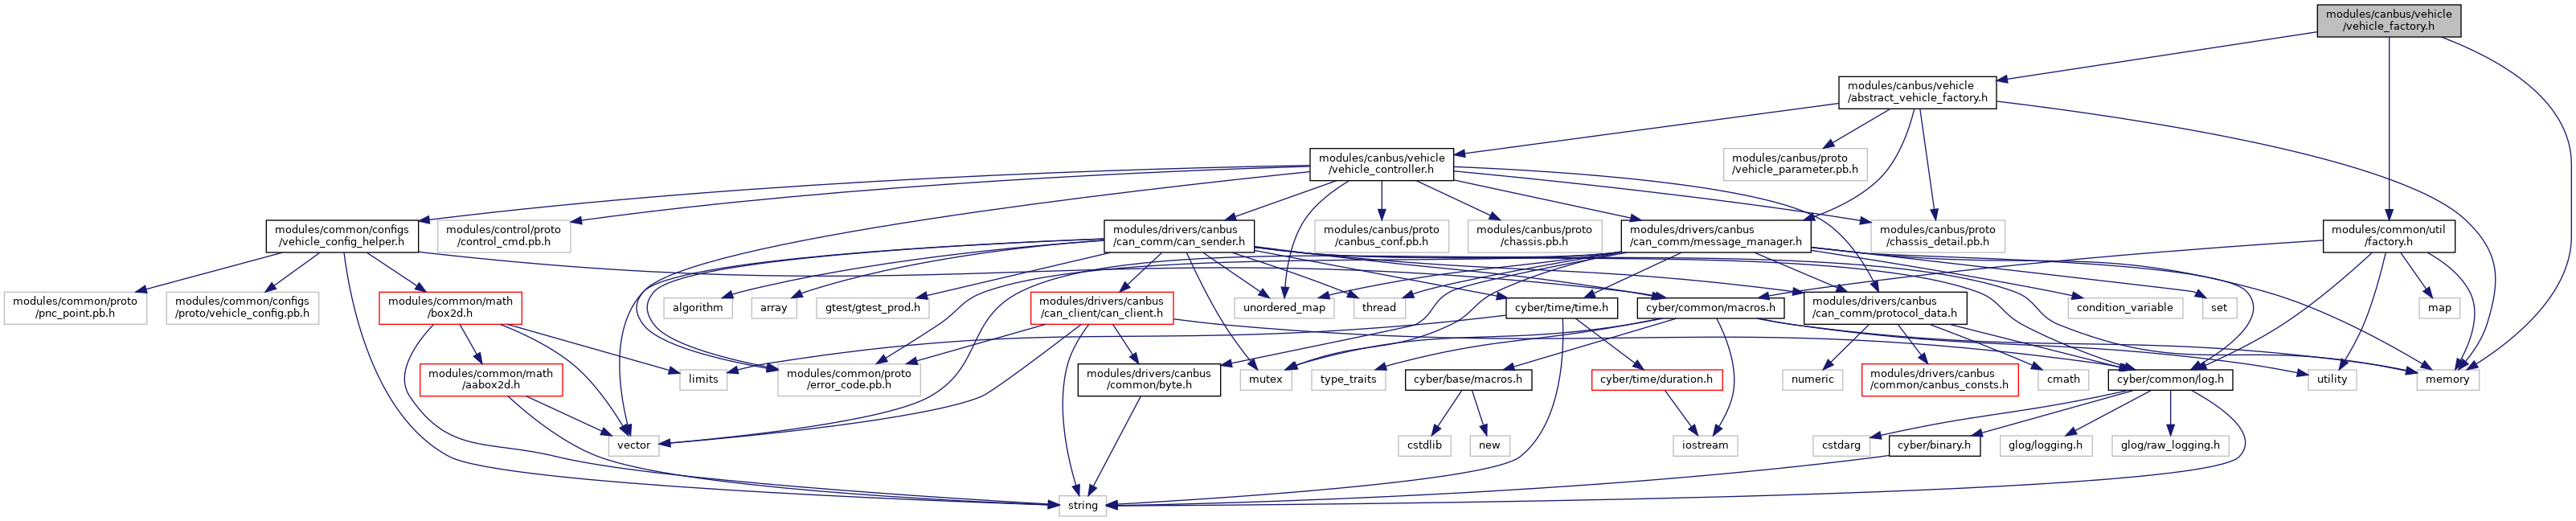 modules/canbus/vehicle
/vehicle_factory.h
modules/canbus/vehicle
/abstract_vehicle_factory.h
modules/canbus/vehicle
/vehicle_controller.h
modules/canbus/proto
/vehicle_parameter.pb.h
modules/common/configs
/vehicle_config_helper.h
modules/control/proto
/control_cmd.pb.h
modules/drivers/canbus
/can_comm/can_sender.h
modules/canbus/proto
/canbus_conf.pb.h
modules/canbus/proto
/chassis.pb.h
modules/drivers/canbus
/can_comm/message_manager.h
modules/canbus/proto
/chassis_detail.pb.h
modules/common/util
/factory.h
modules/common/proto
/pnc_point.pb.h
modules/common/configs
/proto/vehicle_config.pb.h
modules/common/math
/box2d.h
algorithm
array
gtest/gtest_prod.h
modules/drivers/canbus
/can_client/can_client.h
unordered_map
thread
cyber/time/time.h
cyber/common/macros.h
modules/drivers/canbus
/can_comm/protocol_data.h
condition_variable
set
map
modules/common/math
/aabox2d.h
limits
modules/common/proto
/error_code.pb.h
modules/drivers/canbus
/common/byte.h
mutex
type_traits
cyber/base/macros.h
cyber/time/duration.h
numeric
modules/drivers/canbus
/common/canbus_consts.h
cmath
cyber/common/log.h
utility
memory
vector
cstdlib
new
iostream
cstdarg
cyber/binary.h
glog/logging.h
glog/raw_logging.h
string